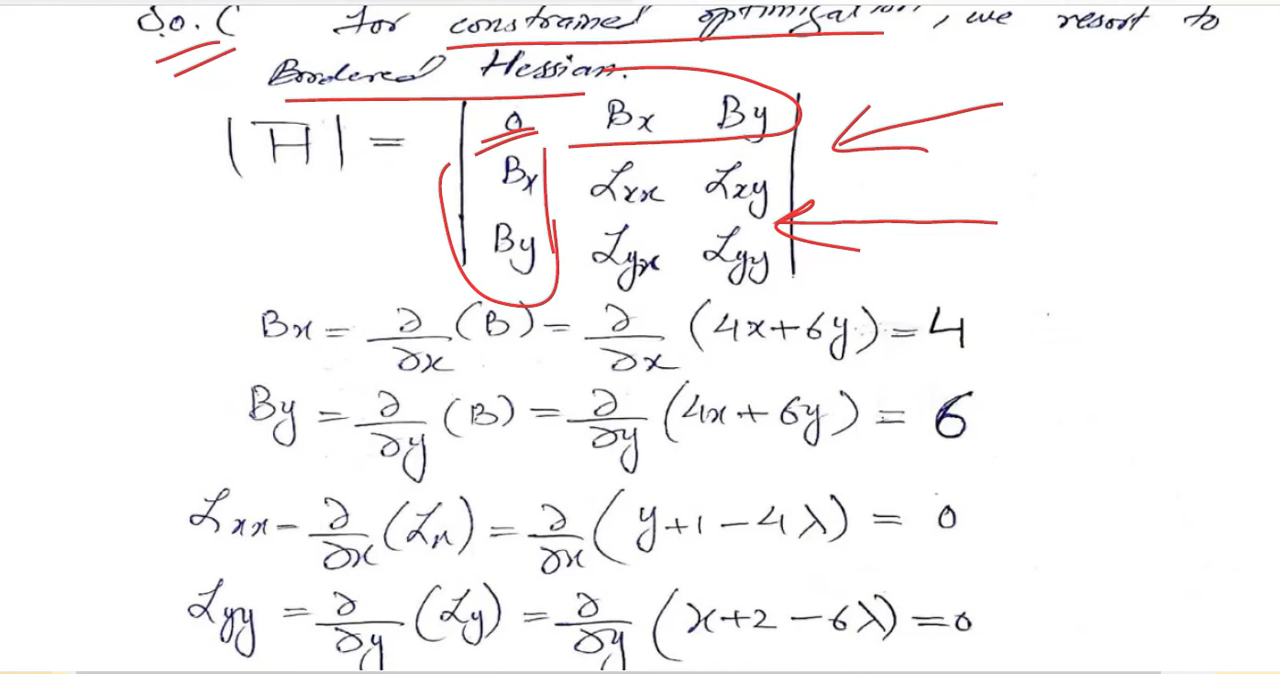 S.o.C for constrained optimization, we resort to
Bordered Hessian.
|H̄| = | 0 Bx By |
| Bx Lxx Lxy |
| By Lyx Lyy |
Bx = ∂/∂x (B) = ∂/∂x (4x+6y) = 4
By = ∂/∂y (B) = ∂/∂y (4x+6y) = 6
Lxx = ∂/∂x (Lx) = ∂/∂x (y+1-4λ) = 0
Lyy = ∂/∂y (Ly) = ∂/∂y (x+2-6λ) = 0